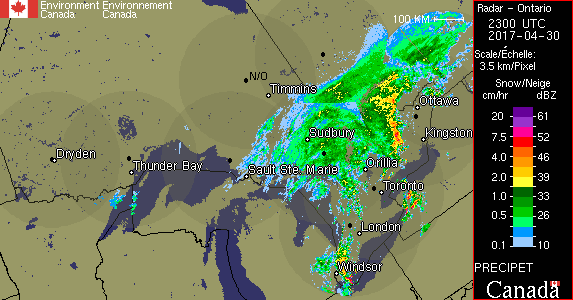 Environment Environnement
Canada Canada
100 KM
N/O
Timmins
Ottawa
Sudbury
Kingston
Dryden
Thunder Bay
Sault Ste. Marie
Orillia
Toronto
London
Windsor
Radar - Ontario
2300 UTC
2017-04-30
Scale/Échelle:
3.5 km/Pixel
Snow/Neige
cm/hr dBZ
20 61
7.5 57
5.0 52
4.0 46
2.0 39
1.0 33
0.5 26
0.1 10
PRECIPET
Canada